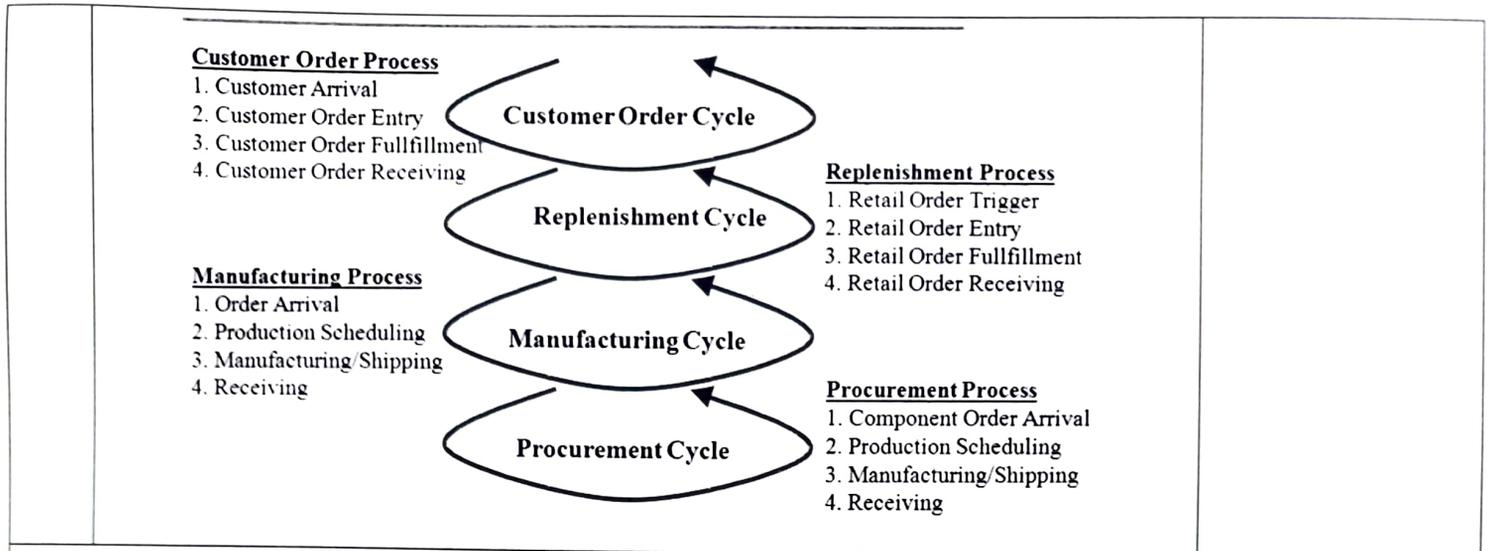 Customer Order Process
1. Customer Arrival
2. Customer Order Entry
3. Customer Order Fullfillment
4. Customer Order Receiving
Customer Order Cycle
Replenishment Process
1. Retail Order Trigger
2. Retail Order Entry
3. Retail Order Fullfillment
4. Retail Order Receiving
Replenishment Cycle
Manufacturing Process
1. Order Arrival
2. Production Scheduling
3. Manufacturing/Shipping
4. Receiving
Manufacturing Cycle
Procurement Process
1. Component Order Arrival
2. Production Scheduling
3. Manufacturing/Shipping
4. Receiving
Procurement Cycle